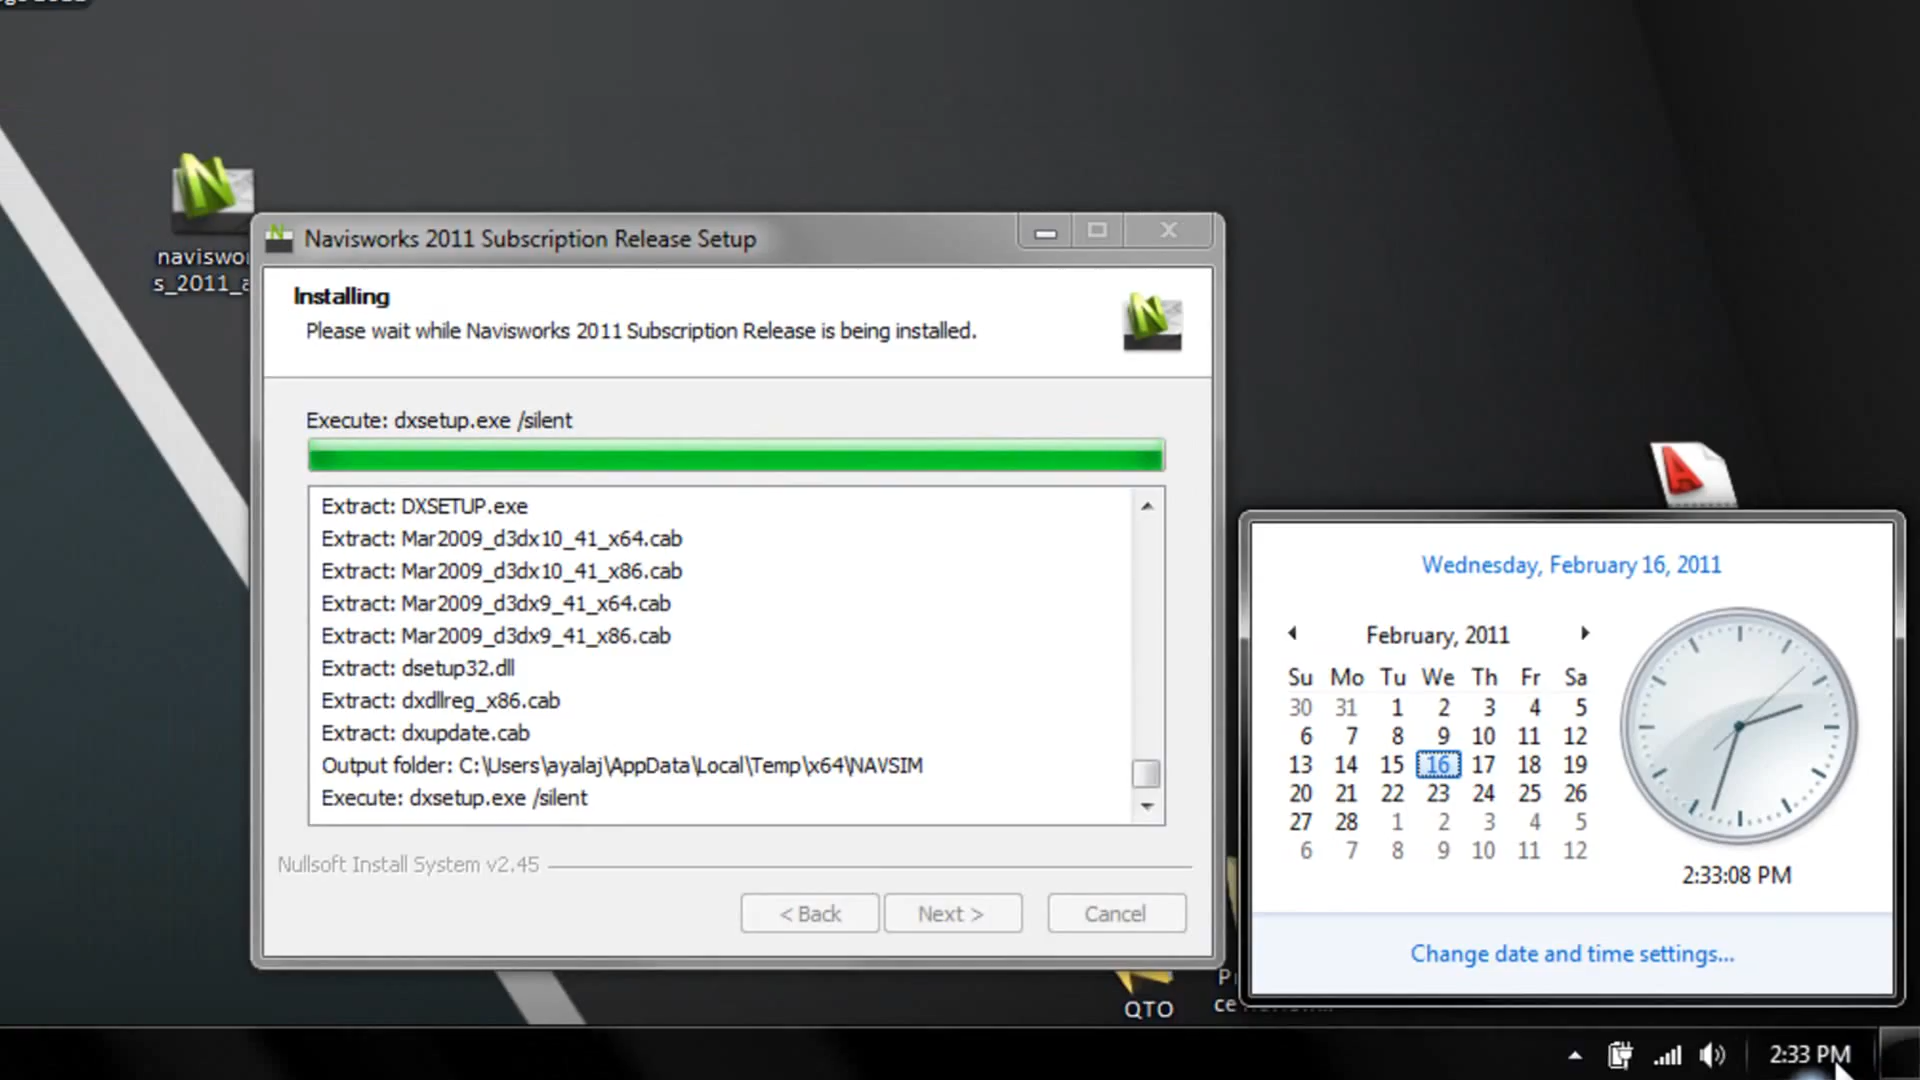 naviswor
s_2011_a
Navisworks 2011 Subscription Release Setup
Installing
Please wait while Navisworks 2011 Subscription Release is being installed.
Execute: dxsetup.exe /silent
Extract: DXSETUP.exe
Extract: Mar2009_d3dx10_41_x64.cab
Extract: Mar2009_d3dx10_41_x86.cab
Extract: Mar2009_d3dx9_41_x64.cab
Extract: Mar2009_d3dx9_41_x86.cab
Extract: dsetup32.dll
Extract: dxdllreg_x86.cab
Extract: dxupdate.cab
Output folder: C:\Users\ayalaj\AppData\Local\Temp\x64\NAVSIM
Execute: dxsetup.exe /silent
Nullsoft Install System v2.45
< Back Next > Cancel
Wednesday, February 16, 2011
February, 2011
Su Mo Tu We Th Fr Sa
30 31 1 2 3 4 5
6 7 8 9 10 11 12
13 14 15 16 17 18 19
20 21 22 23 24 25 26
27 28 1 2 3 4 5
6 7 8 9 10 11 12
2:33:08 PM
Change date and time settings...
QTO
2:33 PM